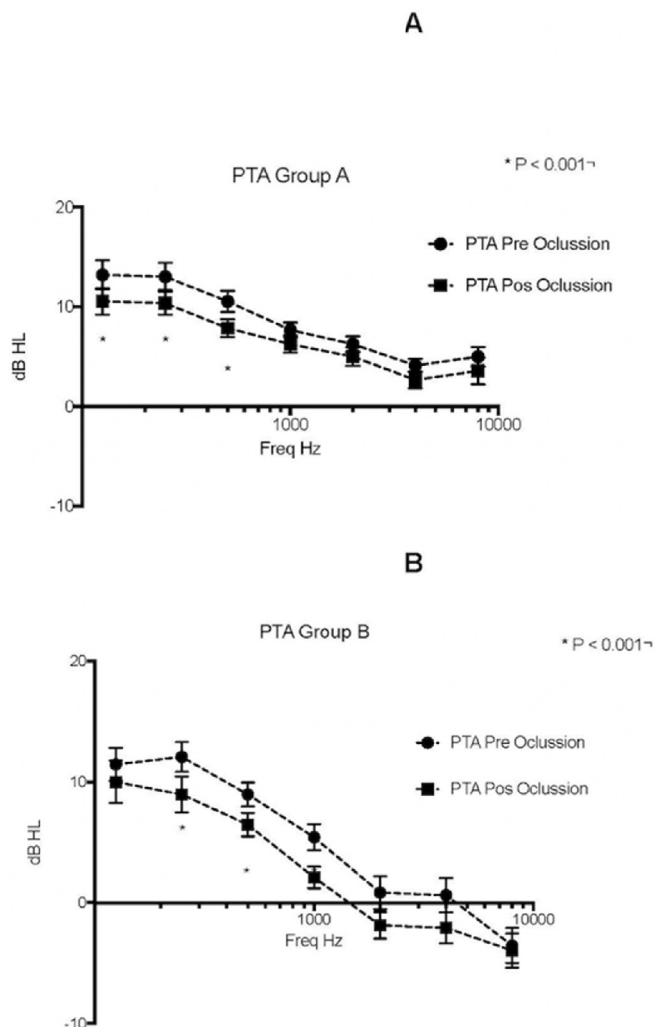 A
* P < 0.001¬
PTA Group A
20
PTA Pre Oclussion
PTA Pos Oclussion
10
dB HL
* * *
0
1000
10000
Freq Hz
-10
B
* P < 0.001¬
PTA Group B
20
PTA Pre Oclussion
PTA Pos Oclussion
10
dB HL
* *
0
1000
10000
Freq Hz
-10